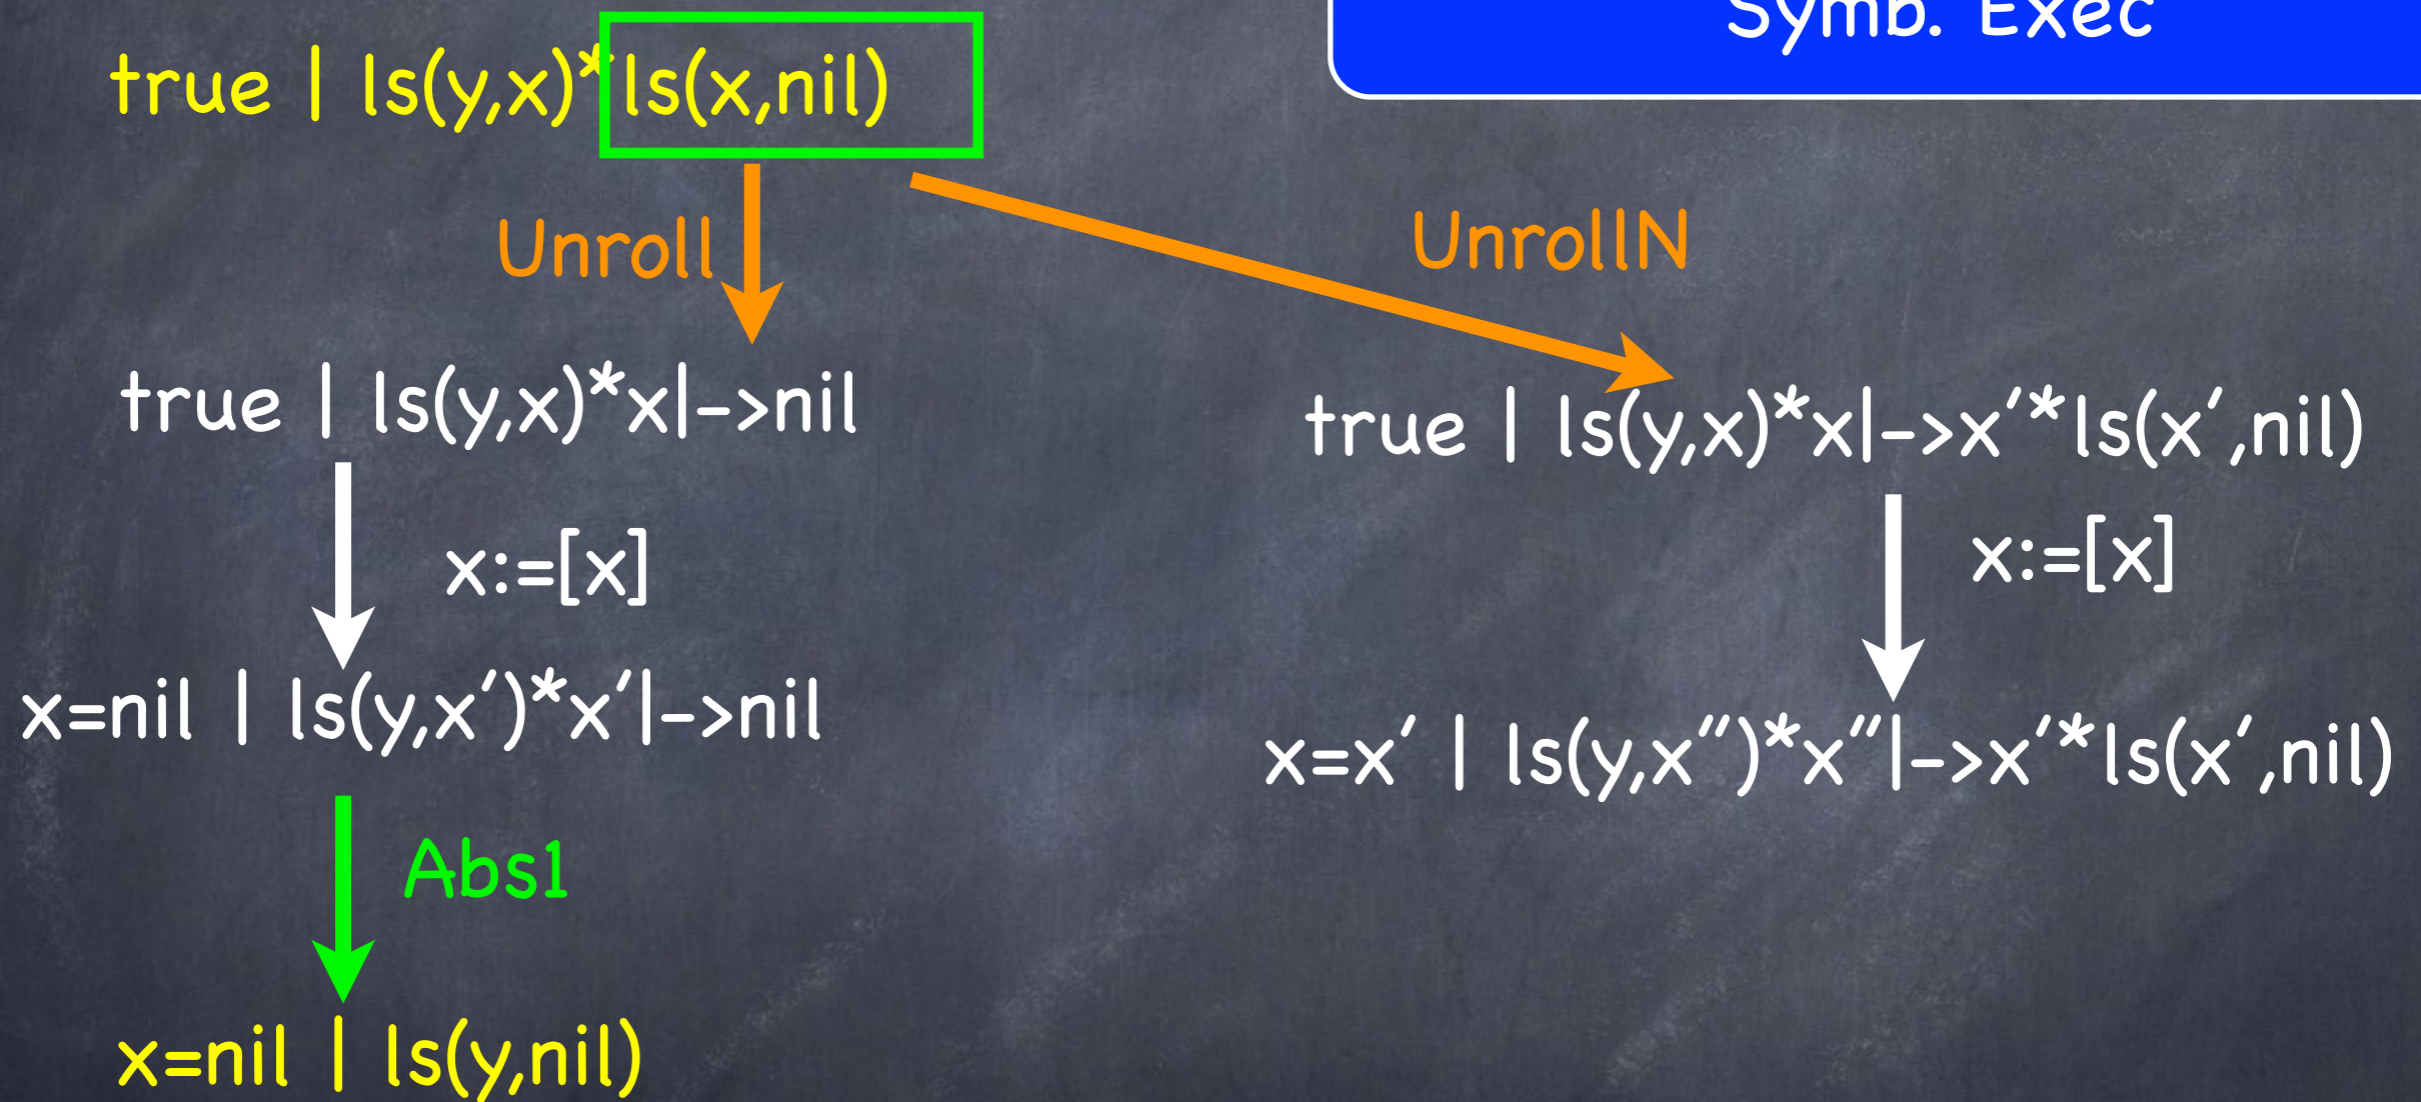 Symb. Exec
true | ls(y,x)*ls(x,nil)
Unroll
UnrollN
true | ls(y,x)*x|->nil
true | ls(y,x)*x|->x′*ls(x′,nil)
x:=[x]
x:=[x]
x=nil | ls(y,x′)*x′|->nil
x=x′ | ls(y,x″)*x″|->x′*ls(x′,nil)
Abs1
x=nil | ls(y,nil)